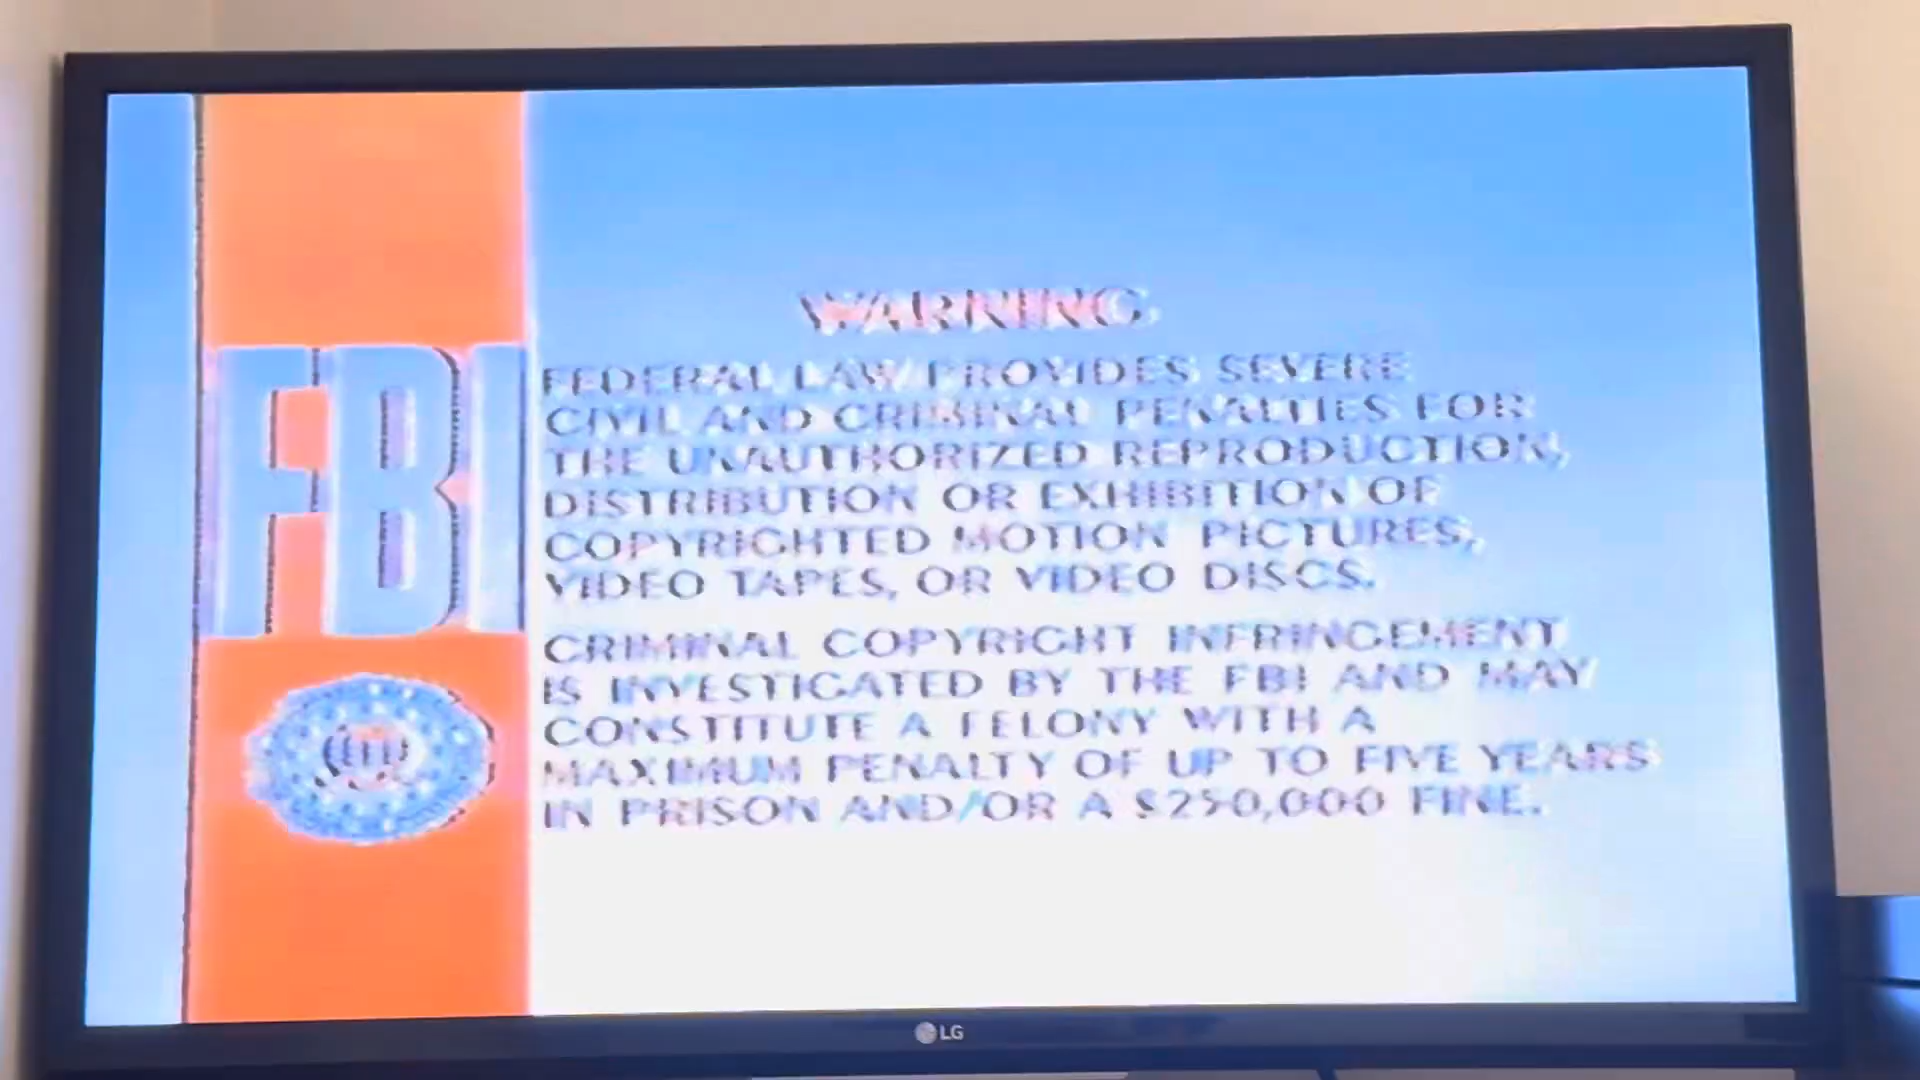 FBI
WARNING
FEDERAL LAW PROVIDES SEVERE
CIVIL AND CRIMINAL PENALTIES FOR
THE UNAUTHORIZED REPRODUCTION,
DISTRIBUTION OR EXHIBITION OF
COPYRIGHTED MOTION PICTURES,
VIDEO TAPES, OR VIDEO DISCS.
CRIMINAL COPYRIGHT INFRINGEMENT
IS INVESTIGATED BY THE FBI AND MAY
CONSTITUTE A FELONY WITH A
MAXIMUM PENALTY OF UP TO FIVE YEARS
IN PRISON AND/OR A $250,000 FINE.
LG